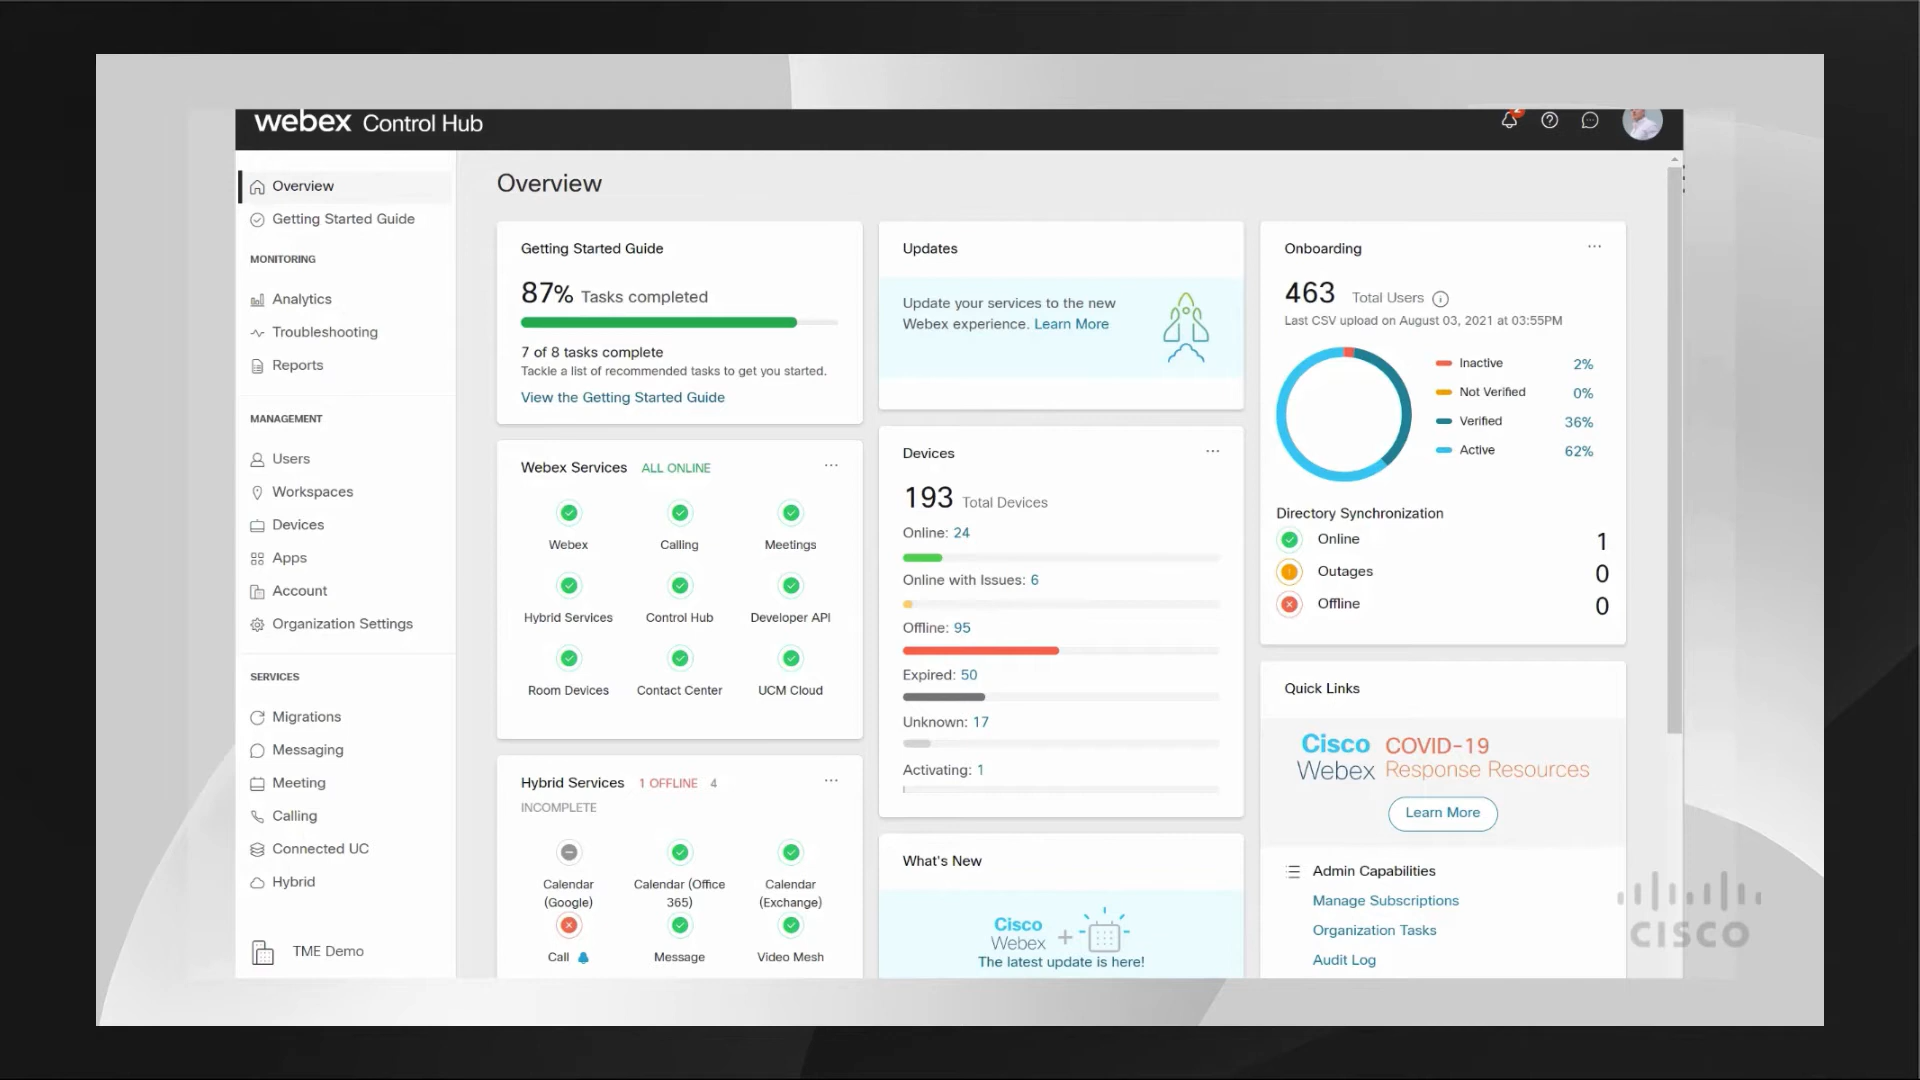 webex Control Hub
Overview
Getting Started Guide
MONITORING
Analytics
Troubleshooting
Reports
MANAGEMENT
Users
Workspaces
Devices
Apps
Account
Organization Settings
SERVICES
Migrations
Messaging
Meeting
Calling
Connected UC
Hybrid
TME Demo
Overview
Getting Started Guide
87% Tasks completed
7 of 8 tasks complete
Tackle a list of recommended tasks to get you started.
View the Getting Started Guide
Webex Services ALL ONLINE
Webex Calling Meetings
Hybrid Services Control Hub Developer API
Room Devices Contact Center UCM Cloud
Hybrid Services 1 OFFLINE 4
INCOMPLETE
Calendar Calendar (Office Calendar
(Google) 365) (Exchange)
Call Message Video Mesh
Updates
Update your services to the new
Webex experience. Learn More
Devices
193 Total Devices
Online: 24
Online with Issues: 6
Offline: 95
Expired: 50
Unknown: 17
Activating: 1
What's New
Cisco
Webex +
The latest update is here!
Onboarding
463 Total Users
Last CSV upload on August 03, 2021 at 03:55PM
Inactive 2%
Not Verified 0%
Verified 36%
Active 62%
Directory Synchronization
Online 1
Outages 0
Offline 0
Quick Links
Cisco COVID-19
Webex Response Resources
Learn More
Admin Capabilities
Manage Subscriptions
Organization Tasks
Audit Log
CISCO